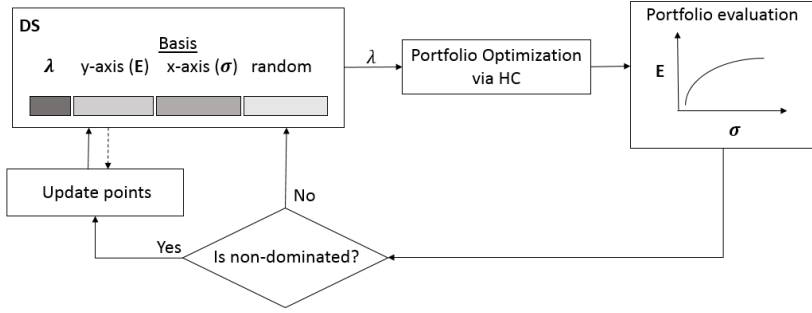 DS
Basis
λ y-axis (E) x-axis (σ) random
λ
Portfolio Optimization
via HC
Portfolio evaluation
E
σ
Update points
No
Yes
Is non-dominated?